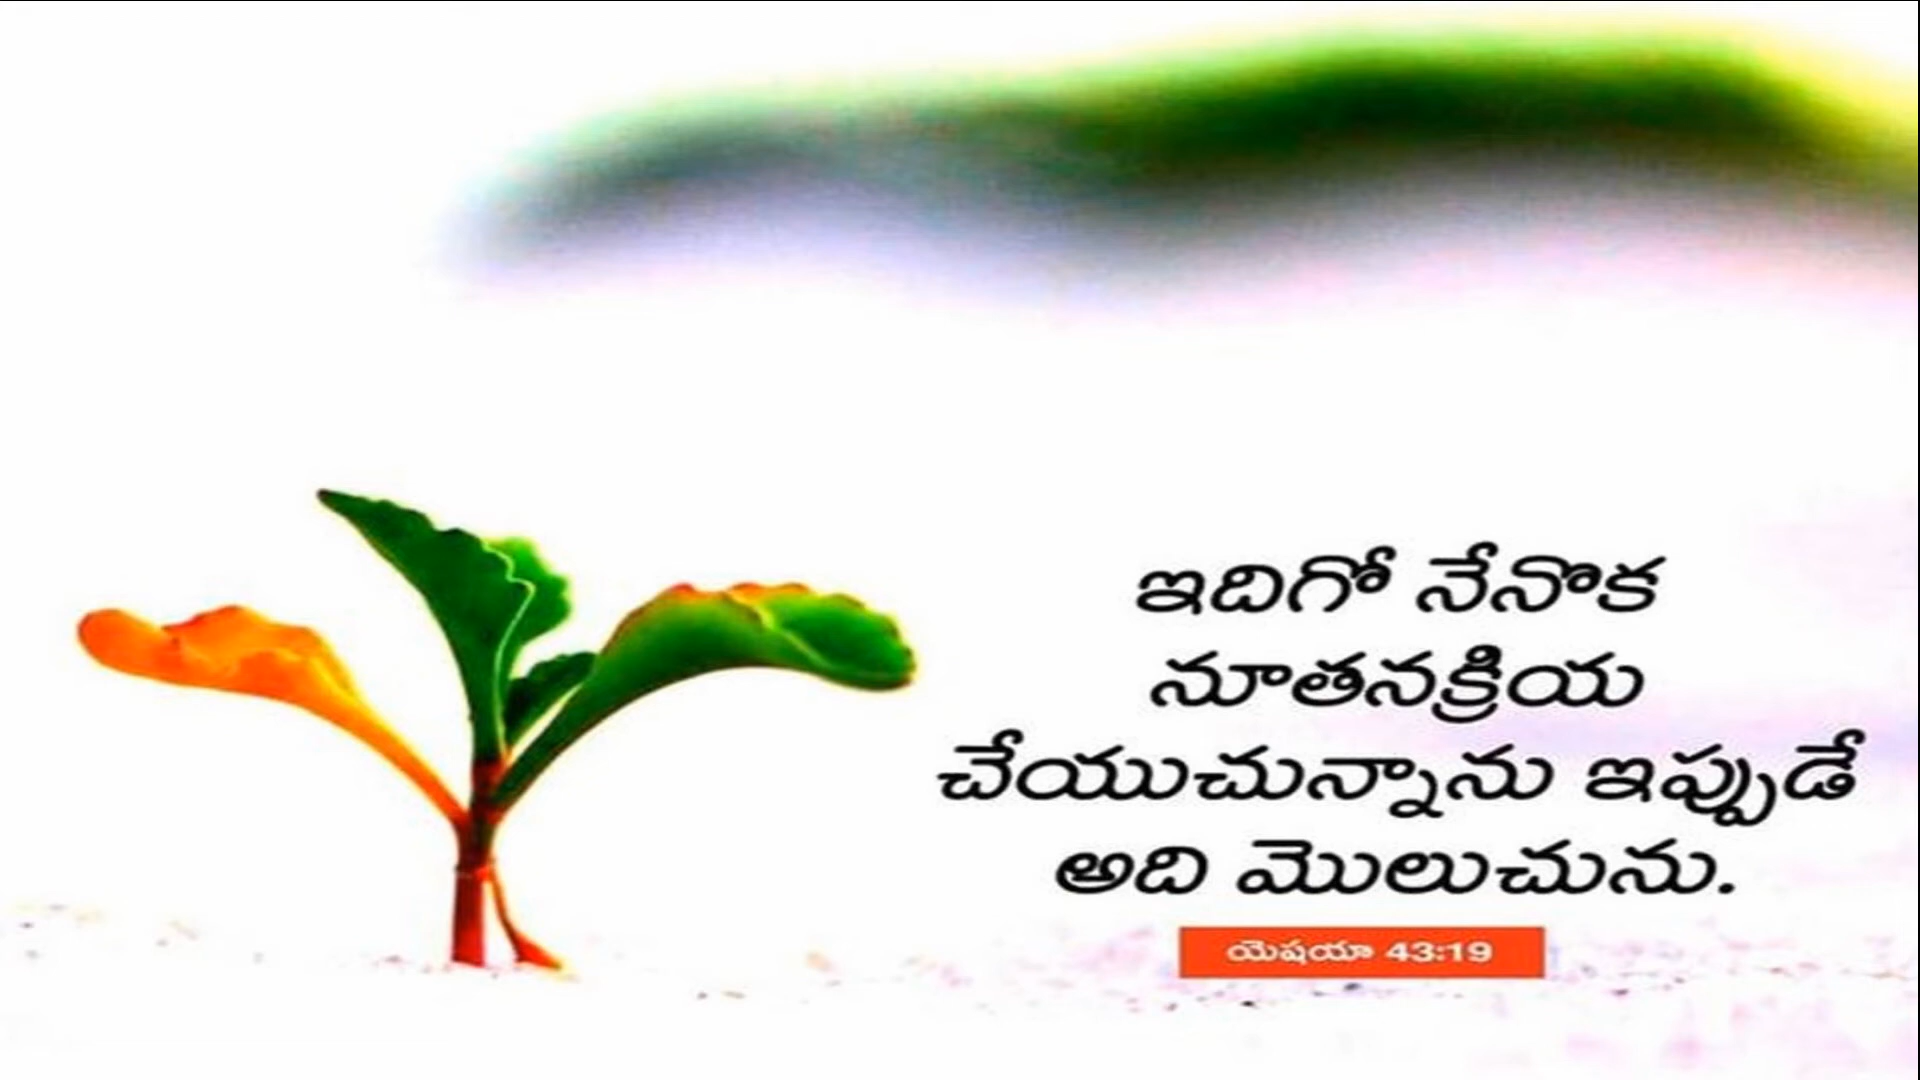 ఇదిగో నేనొక
నూతనక్రియ
చేయుచున్నాను ఇప్పుడే
అది మొలుచును.
యెషయా 43:19